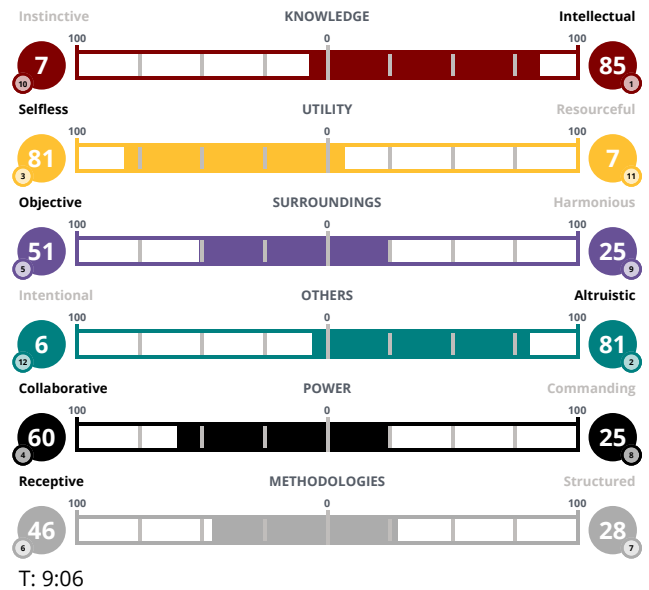 Instinctive KNOWLEDGE Intellectual
100 0 100
7 85
10 1
Selfless UTILITY Resourceful
100 0 100
81 7
3 11
Objective SURROUNDINGS Harmonious
100 0 100
51 25
5 9
Intentional OTHERS Altruistic
100 0 100
6 81
12 2
Collaborative POWER Commanding
100 0 100
60 25
4 8
Receptive METHODOLOGIES Structured
100 0 100
46 28
6 7
T: 9:06